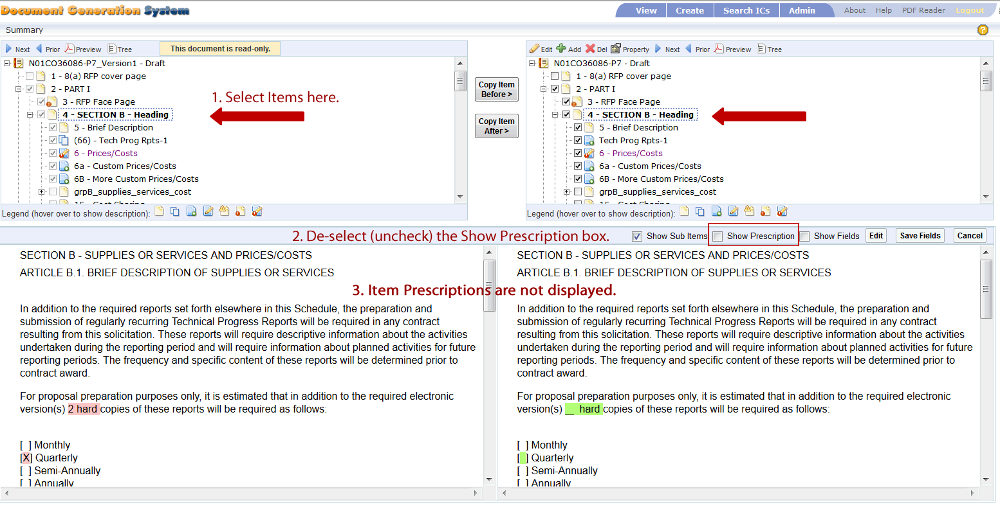 Document Generation System
View Create Search ICs Admin About Help PDF Reader Logout
Summary
Next Prior Preview Tree This document is read-only.
N01CO36086-P7_Version1 - Draft
1 - 8(a) RFP cover page
2 - PART I
3 - RFP Face Page
4 - SECTION B - Heading
5 - Brief Description
(66) - Tech Prog Rpts-1
6 - Prices/Costs
6a - Custom Prices/Costs
6B - More Custom Prices/Costs
grpB_supplies_services_cost
15 - Cost Sharing
Legend (hover over to show description):
1. Select Items here.
Copy Item
Before >
Copy Item
After >
Edit Add Del Property Next Prior Preview Tree
N01CO36086-P7 - Draft
1 - 8(a) RFP cover page
2 - PART I
3 - RFP Face Page
4 - SECTION B - Heading
5 - Brief Description
Tech Prog Rpts-1
6 - Prices/Costs
6a - Custom Prices/Costs
6B - More Custom Prices/Costs
grpB_supplies_services_cost
15 - Cost Sharing
Legend (hover over to show description):
2. De-select (uncheck) the Show Prescription box.
Show Sub Items Show Prescription Show Fields Edit Save Fields Cancel
3. Item Prescriptions are not displayed.
SECTION B - SUPPLIES OR SERVICES AND PRICES/COSTS
ARTICLE B.1. BRIEF DESCRIPTION OF SUPPLIES OR SERVICES
In addition to the required reports set forth elsewhere in this Schedule, the preparation and
submission of regularly recurring Technical Progress Reports will be required in any contract
resulting from this solicitation. These reports will require descriptive information about the activities
undertaken during the reporting period and will require information about planned activities for future
reporting periods. The frequency and specific content of these reports will be determined prior to
contract award.
For proposal preparation purposes only, it is estimated that in addition to the required electronic
version(s) 2 hard copies of these reports will be required as follows:
[ ] Monthly
[X] Quarterly
[ ] Semi-Annually
[ ] Annually
SECTION B - SUPPLIES OR SERVICES AND PRICES/COSTS
ARTICLE B.1. BRIEF DESCRIPTION OF SUPPLIES OR SERVICES
In addition to the required reports set forth elsewhere in this Schedule, the preparation and
submission of regularly recurring Technical Progress Reports will be required in any contract
resulting from this solicitation. These reports will require descriptive information about the activities
undertaken during the reporting period and will require information about planned activities for future
reporting periods. The frequency and specific content of these reports will be determined prior to
contract award.
For proposal preparation purposes only, it is estimated that in addition to the required electronic
version(s) __ hard copies of these reports will be required as follows:
[ ] Monthly
[ ] Quarterly
[ ] Semi-Annually
[ ] Annually